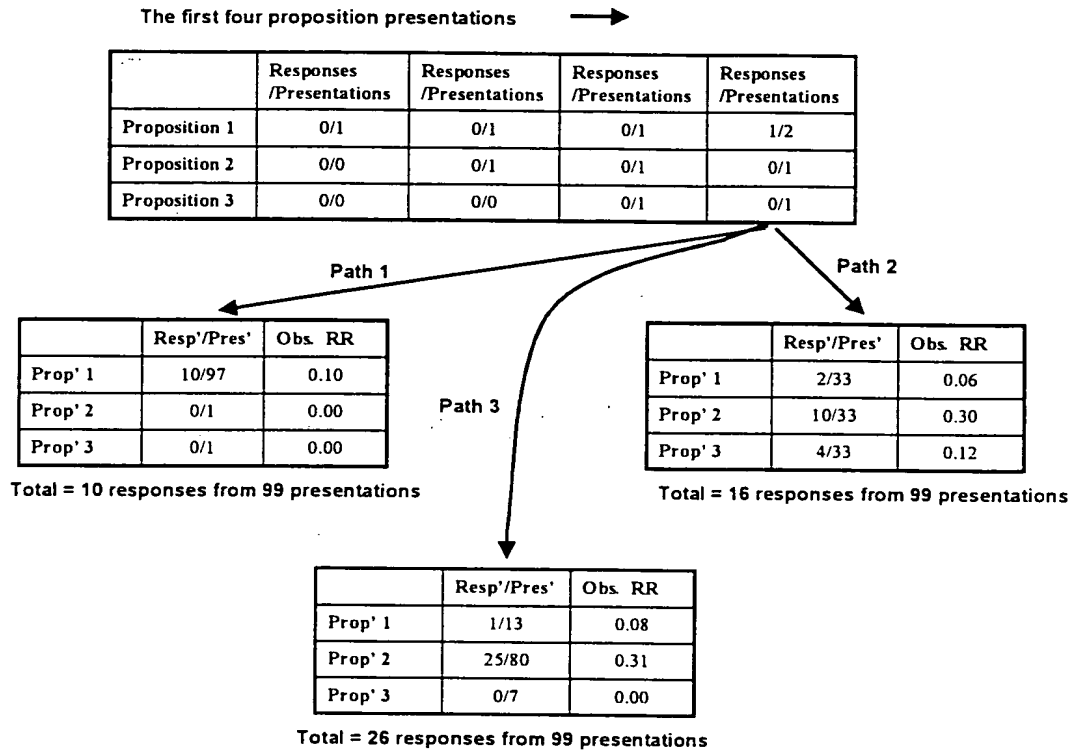 The first four proposition presentations
Responses /Presentations Responses /Presentations Responses /Presentations Responses /Presentations
Proposition 1 0/1 0/1 0/1 1/2
Proposition 2 0/0 0/1 0/1 0/1
Proposition 3 0/0 0/0 0/1 0/1
Path 1
Path 2
Path 3
Resp'/Pres' Obs. RR
Prop' 1 10/97 0.10
Prop' 2 0/1 0.00
Prop' 3 0/1 0.00
Total = 10 responses from 99 presentations
Resp'/Pres' Obs. RR
Prop' 1 2/33 0.06
Prop' 2 10/33 0.30
Prop' 3 4/33 0.12
Total = 16 responses from 99 presentations
Resp'/Pres' Obs. RR
Prop' 1 1/13 0.08
Prop' 2 25/80 0.31
Prop' 3 0/7 0.00
Total = 26 responses from 99 presentations